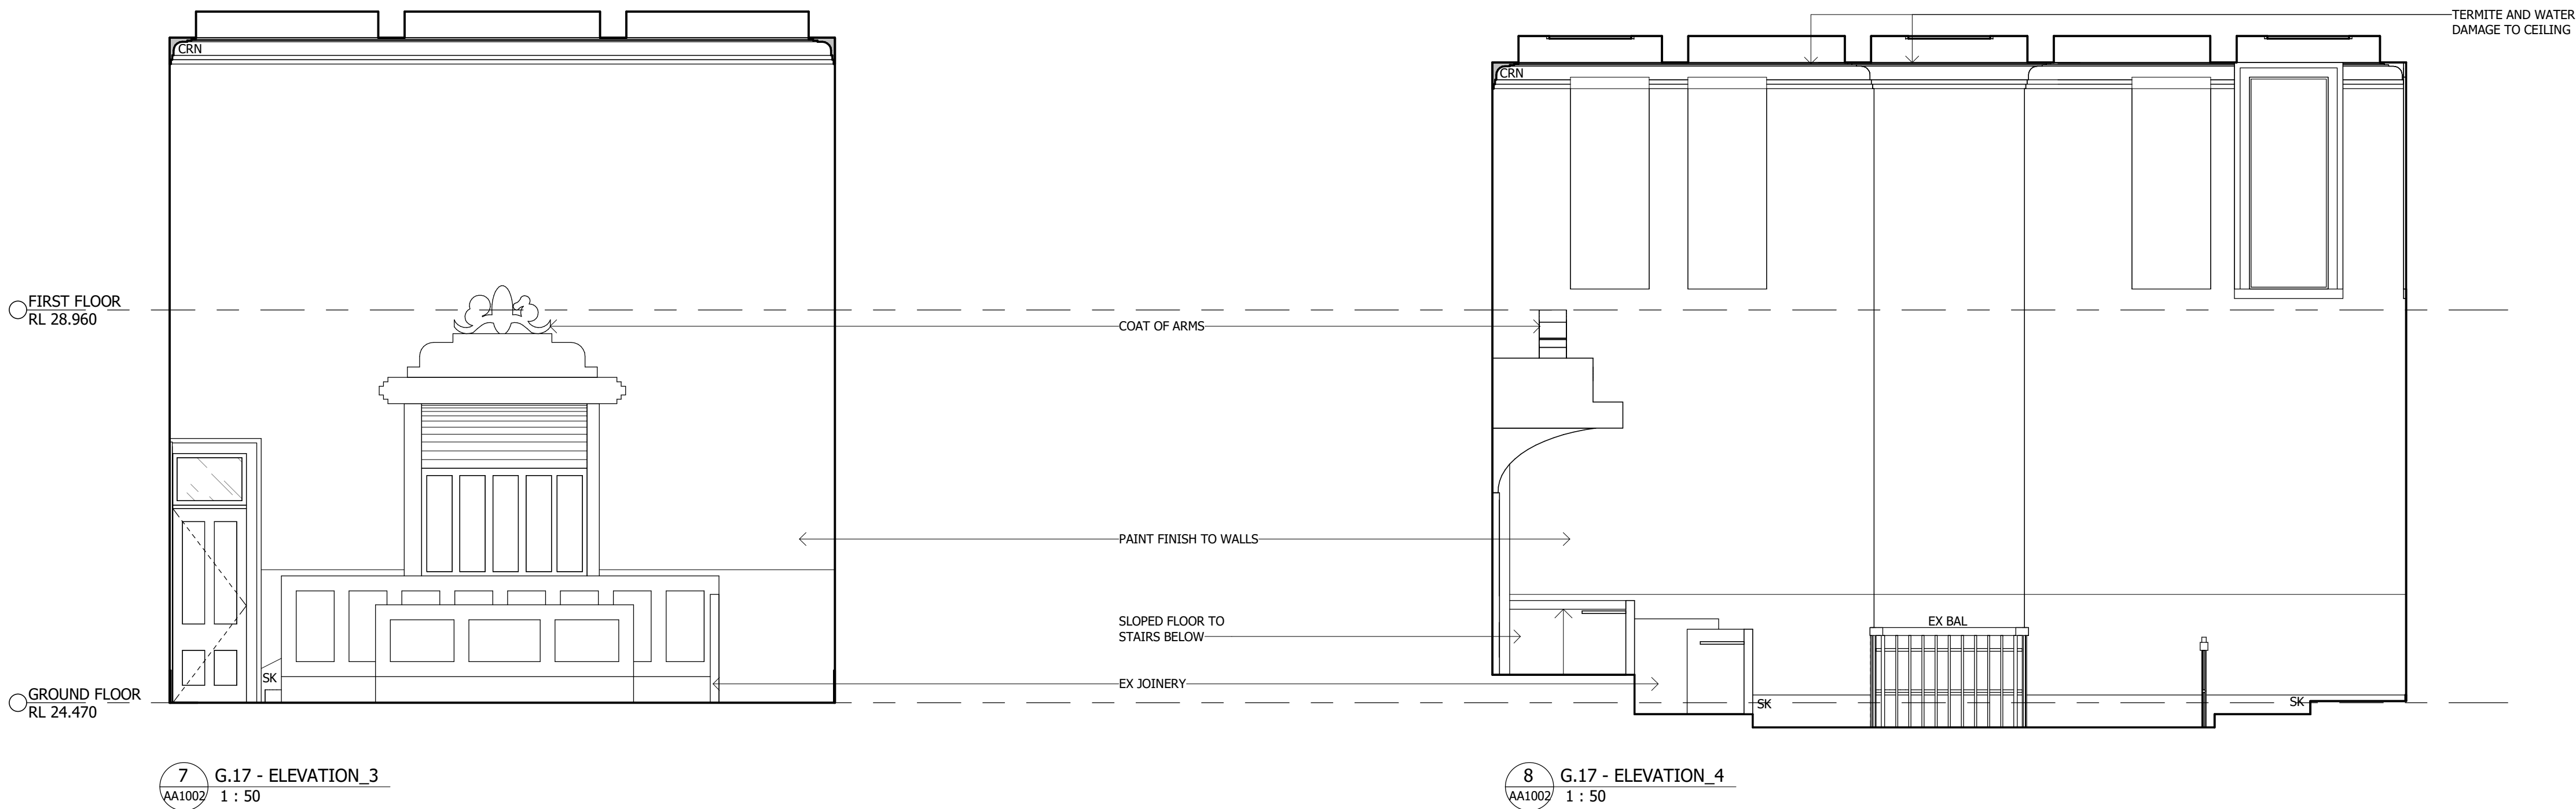 TERMITE AND WATER
DAMAGE TO CEILING
CRN
CRN
FIRST FLOOR
RL 28.960
COAT OF ARMS
PAINT FINISH TO WALLS
SLOPED FLOOR TO
STAIRS BELOW
EX BAL
SK
EX JOINERY
GROUND FLOOR
RL 24.470
SK
SK
7
AA1002
G.17 - ELEVATION_3
1 : 50
8
AA1002
G.17 - ELEVATION_4
1 : 50